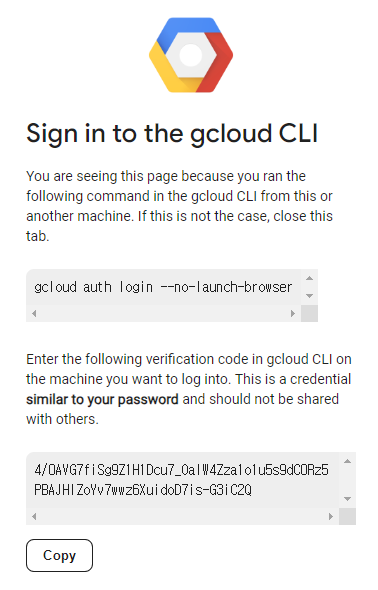 Sign in to the gcloud CLI
You are seeing this page because you ran the
following command in the gcloud CLI from this or
another machine. If this is not the case, close this
tab.
gcloud auth login --no-launch-browser
Enter the following verification code in gcloud CLI on
the machine you want to log into. This is a credential
similar to your password and should not be shared
with others.
4/0AVG7fiSg9Z1H1Dcu7_OalW4Zza1o1u5s9dC0Rz5
PBAJHIZoYv7wwz6XuidoD7is-G3iC2Q
Copy